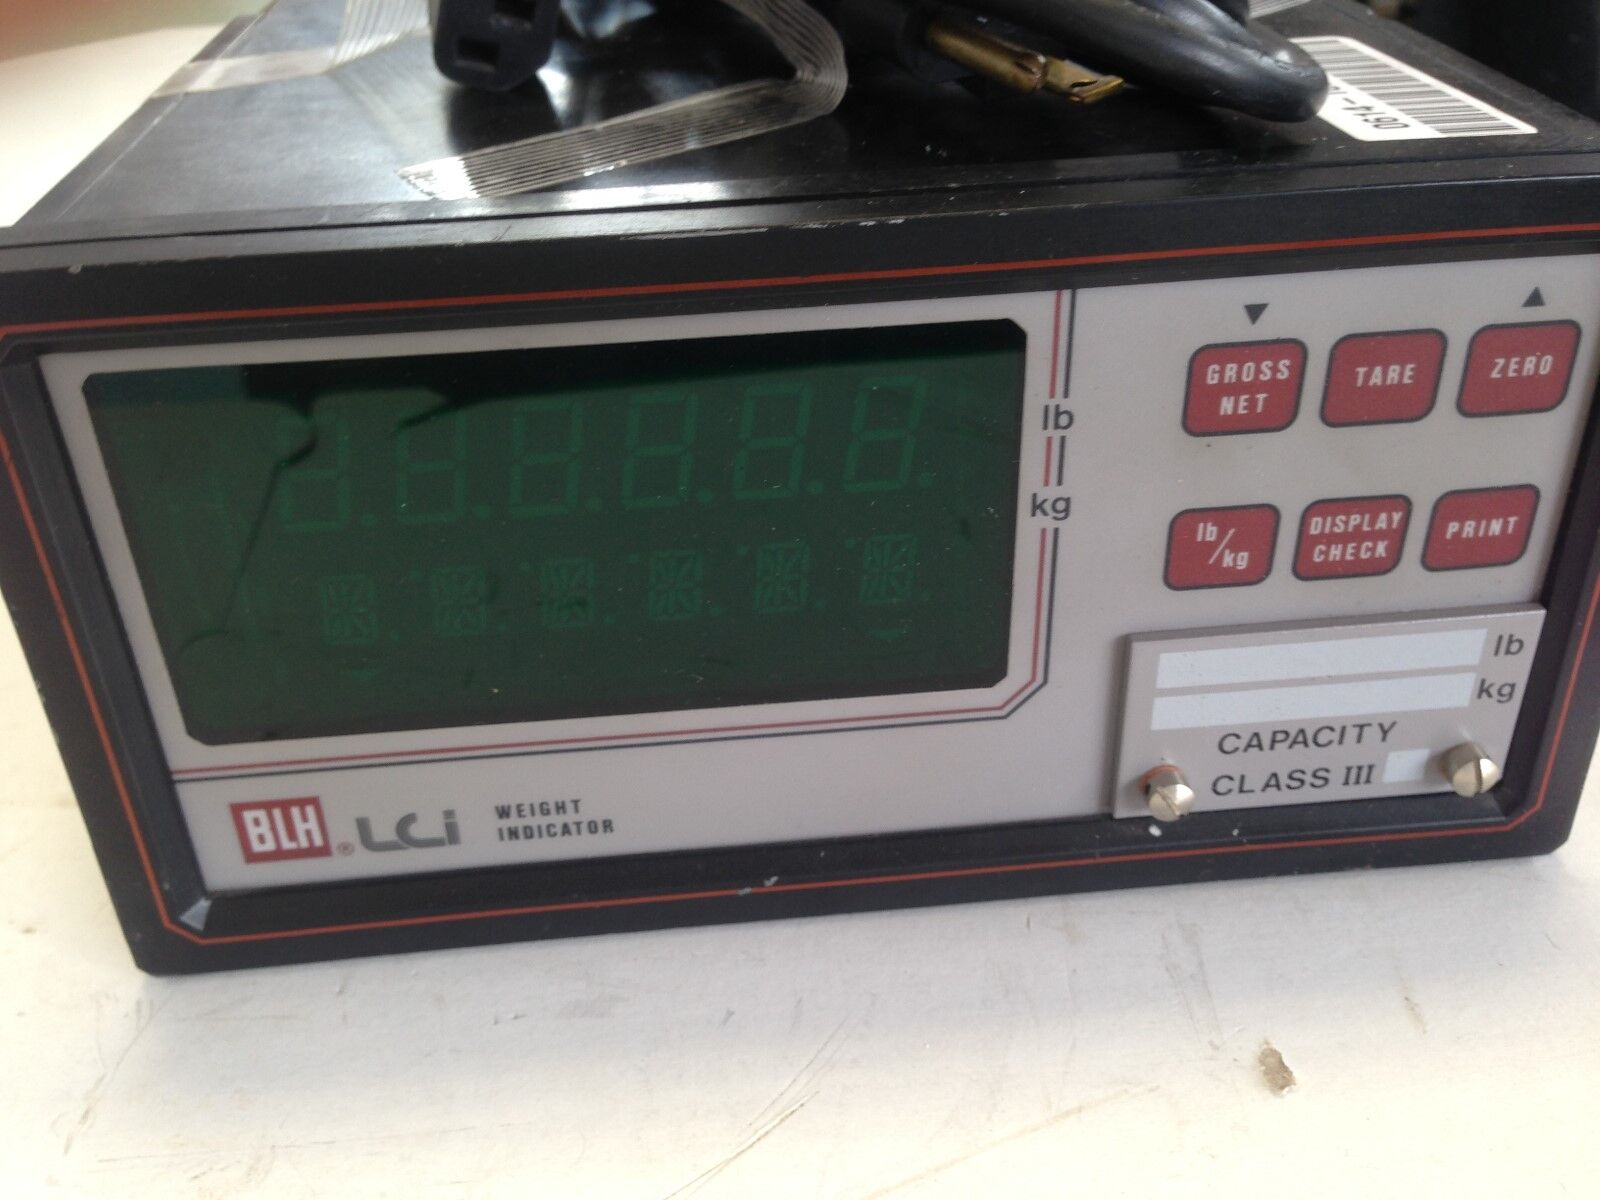 0614-
lb
kg
▼
▲
GROSS
NET
TARE
ZERO
lb/kg
DISPLAY
CHECK
PRINT
lb
kg
CAPACITY
CLASS III
BLH® LCi WEIGHT
INDICATOR